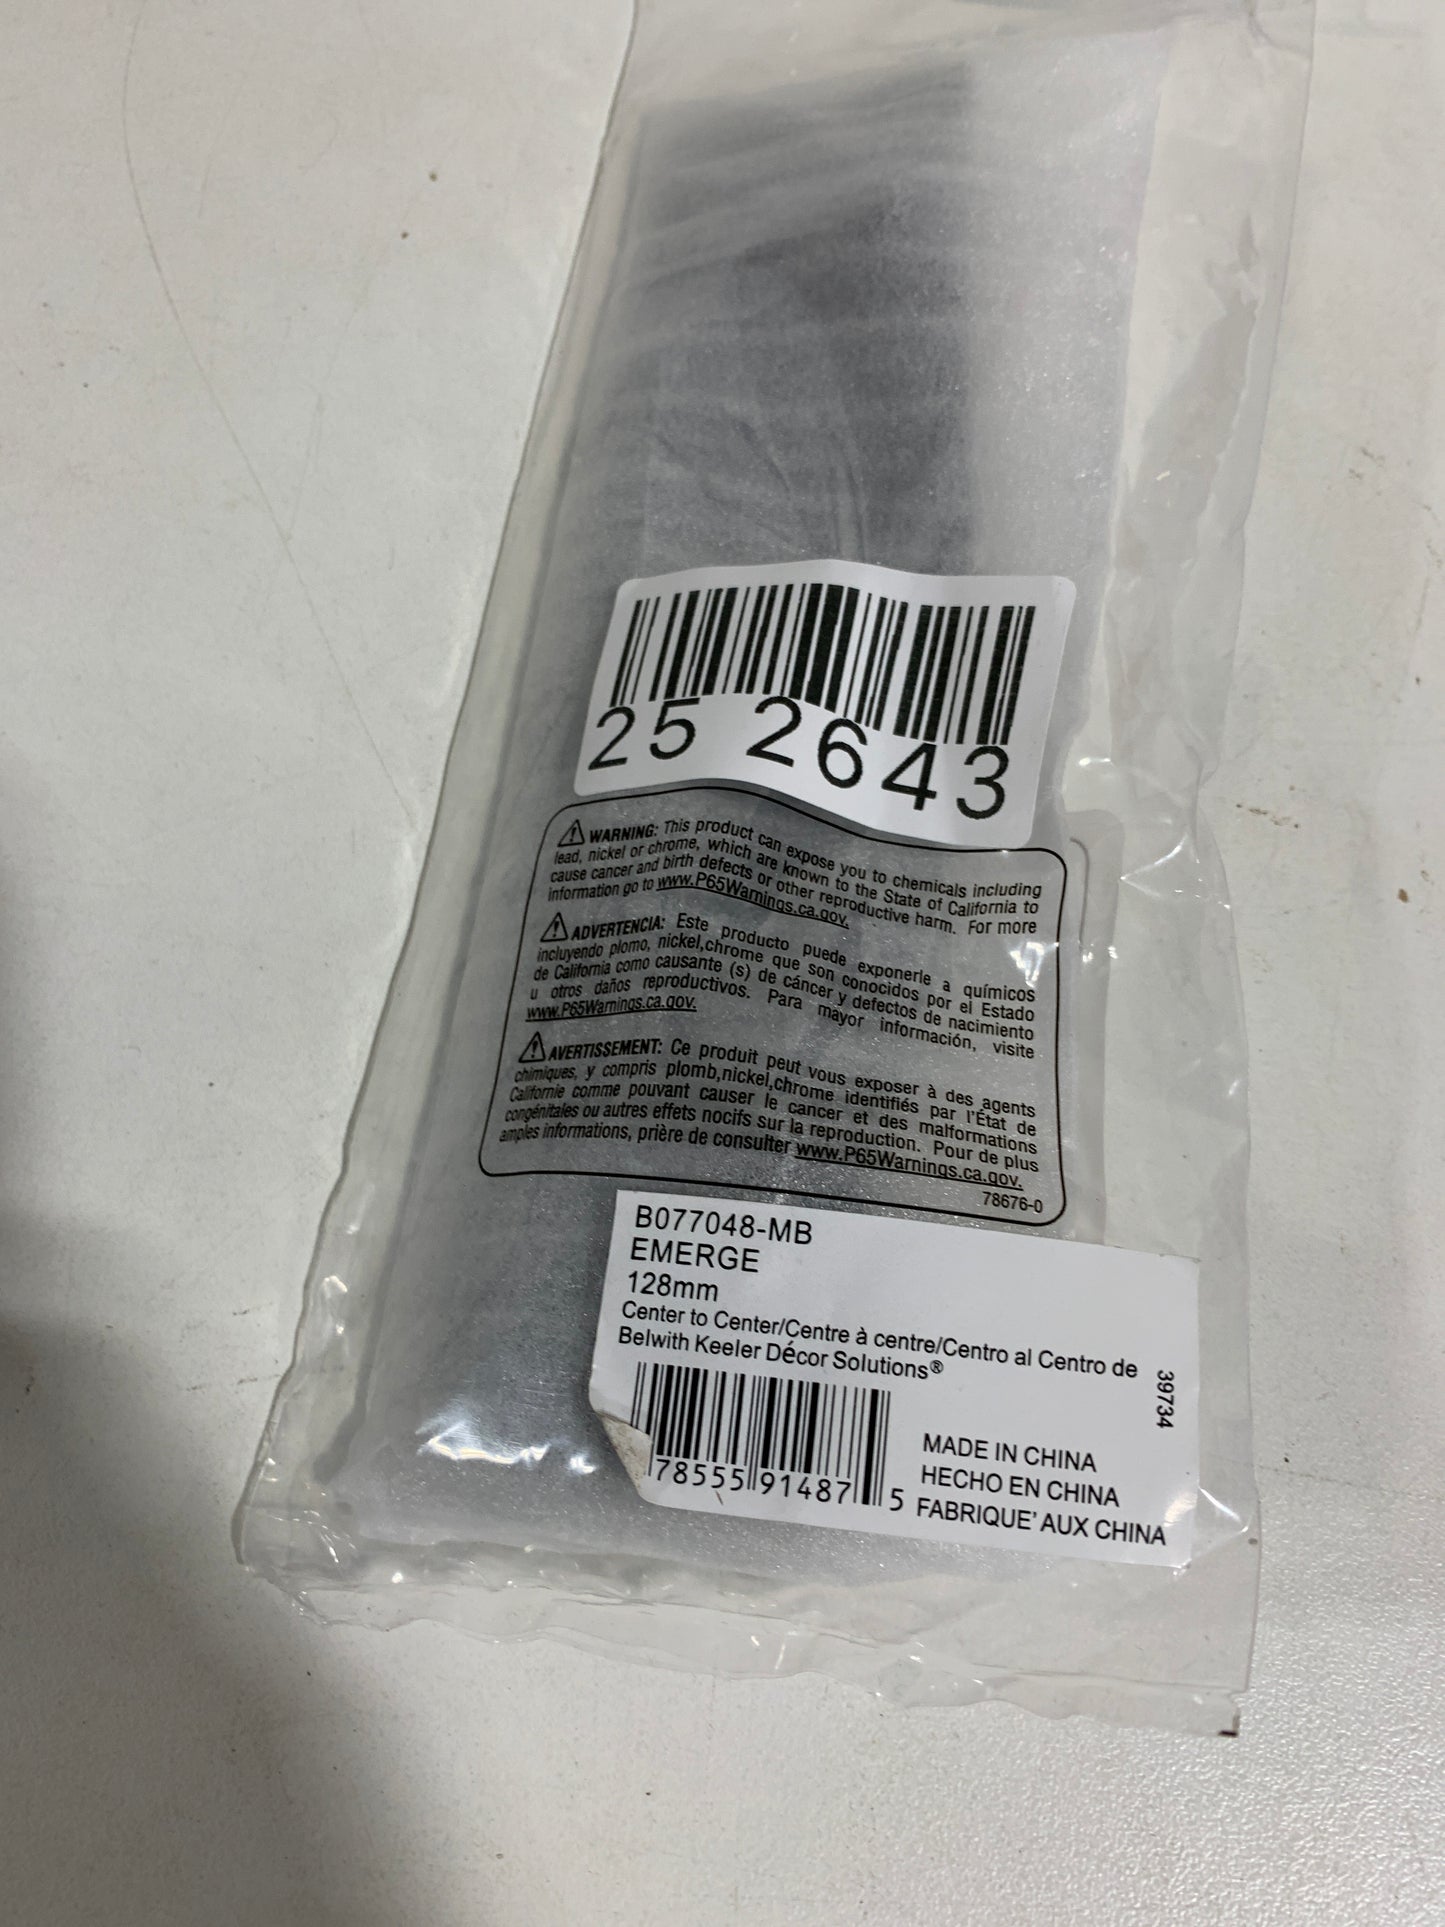 25 2643
⚠ WARNING: This product can expose you to chemicals including
lead, nickel or chrome, which are known to the State of California to
cause cancer and birth defects or other reproductive harm. For more
information go to www.P65Warnings.ca.gov.
⚠ ADVERTENCIA: Este producto puede exponerle a químicos
incluyendo plomo, nickel,chrome que son conocidos por el Estado
de California como causante (s) de cáncer y defectos de nacimiento
u otros daños reproductivos. Para mayor información, visite
www.P65Warnings.ca.gov.
⚠ AVERTISSEMENT: Ce produit peut vous exposer à des agents
chimiques, y compris plomb,nickel,chrome identifiés par l'État de
Californie comme pouvant causer le cancer et des malformations
congénitales ou autres effets nocifs sur la reproduction. Pour de plus
amples informations, prière de consulter www.P65Warnings.ca.gov.
78676-0
B077048-MB
EMERGE
128mm
Center to Center/Centre à centre/Centro al Centro de
Belwith Keeler Décor Solutions®
39734
78555 91487 5
MADE IN CHINA
HECHO EN CHINA
FABRIQUE' AUX CHINA